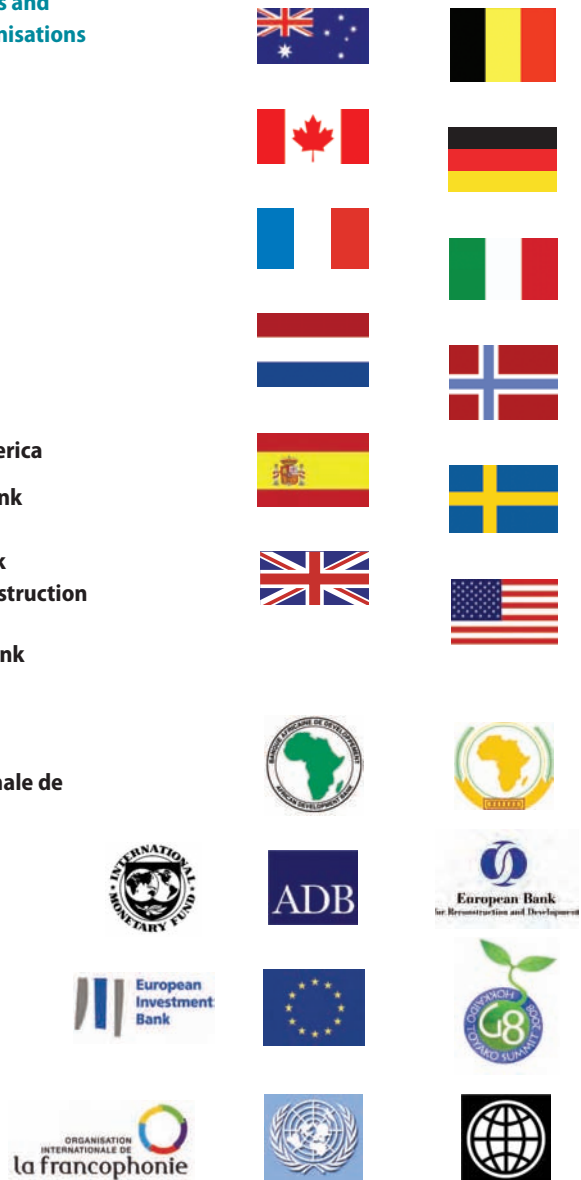 s and
nisations
erica
nk
k
struction
nk
nale de
BANQUE AFRICAINE DE DEVELOPPEMENT
AFRICAN DEVELOPMENT BANK
INTERNATIONAL
MONETARY FUND
ADB
European Bank
for Reconstruction and Development
European
Investment
Bank
G8
HOKKAIDO TOYAKO SUMMIT 2008
ORGANISATION
INTERNATIONALE DE
la francophonie